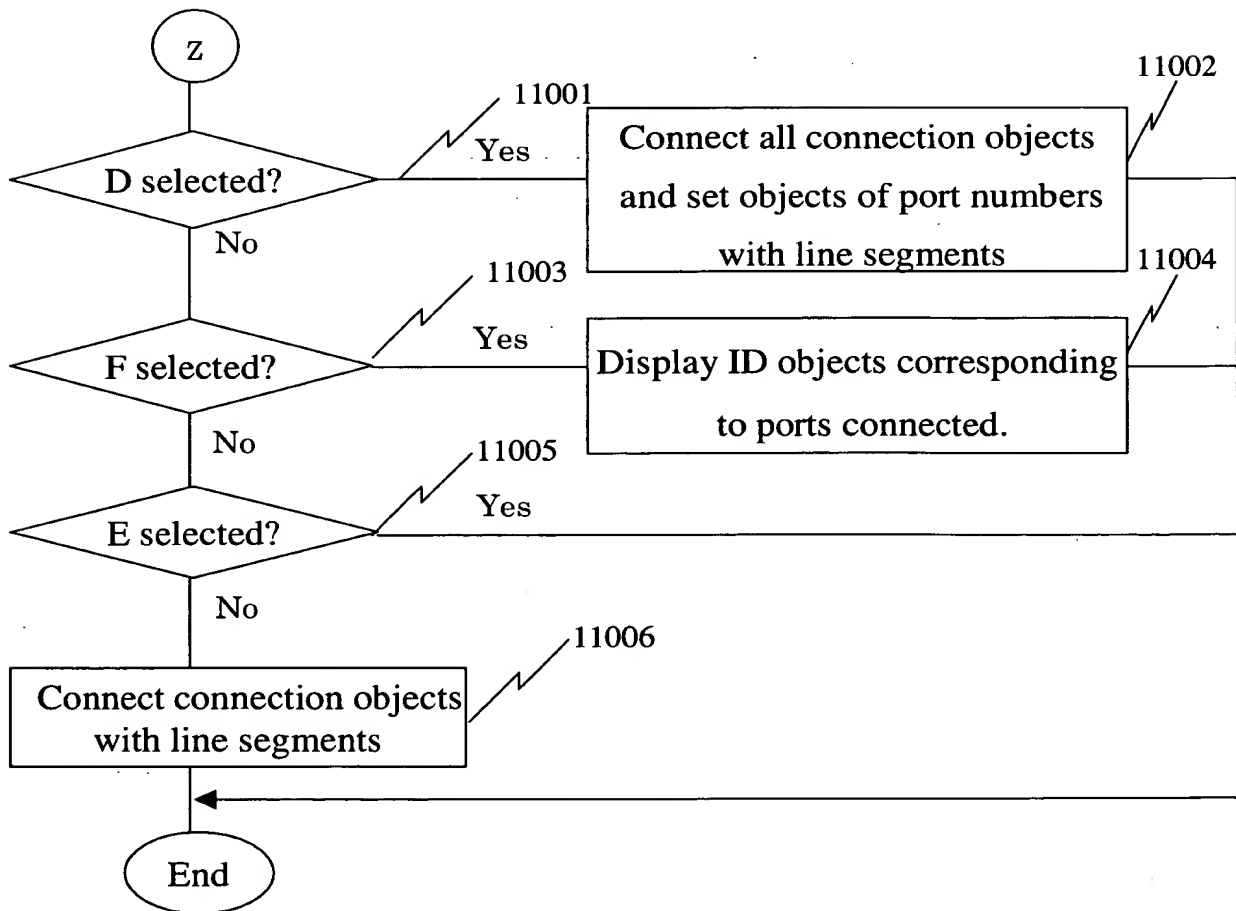 z
11001
11002
D selected?
Yes
Connect all connection objects
and set objects of port numbers
with line segments
No
11003
11004
F selected?
Yes
Display ID objects corresponding
to ports connected.
No
11005
E selected?
Yes
No
11006
Connect connection objects
with line segments
End